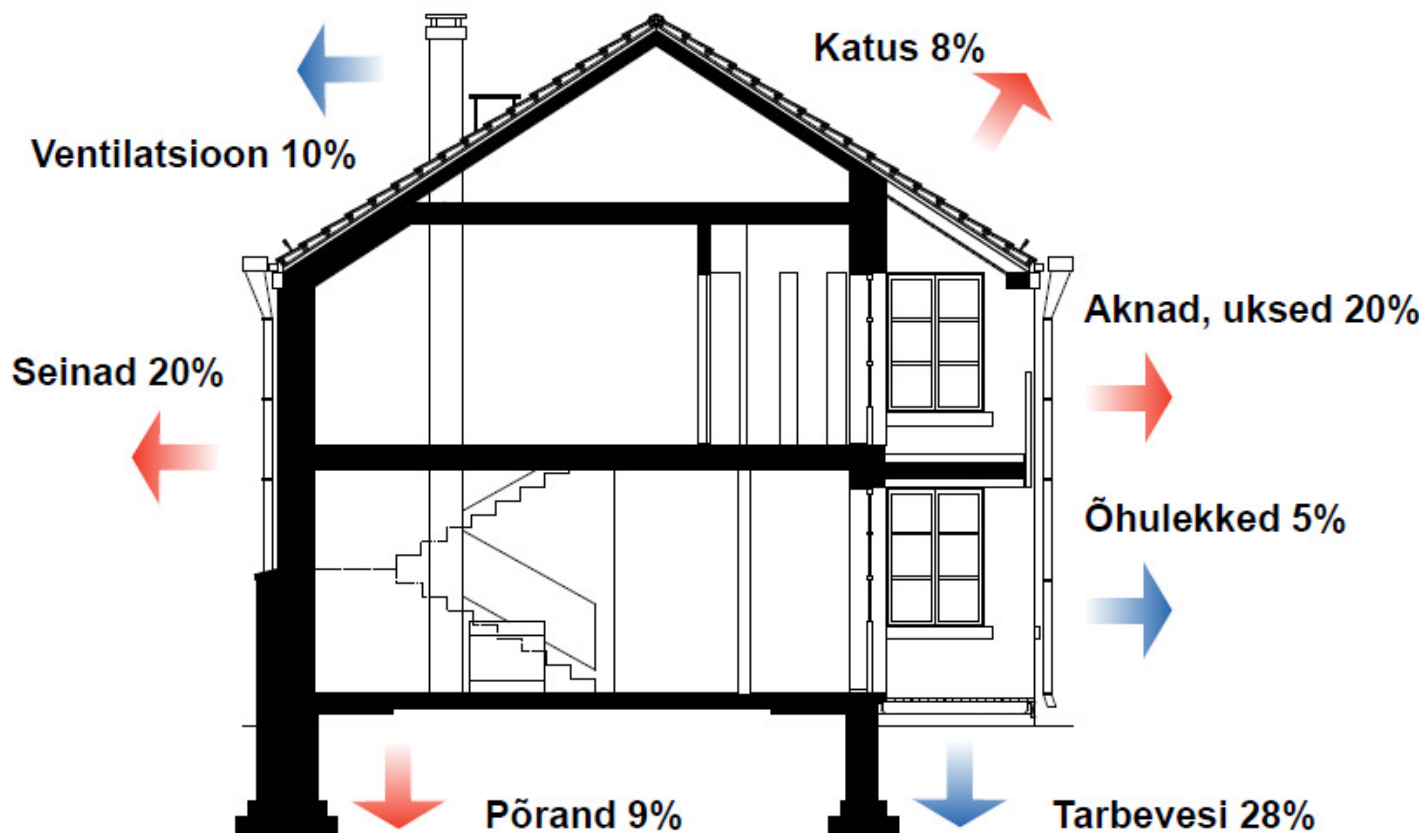 Katus 8%
Ventilatsioon 10%
Aknad, uksed 20%
Seinad 20%
Õhulekked 5%
Põrand 9%
Tarbevesi 28%